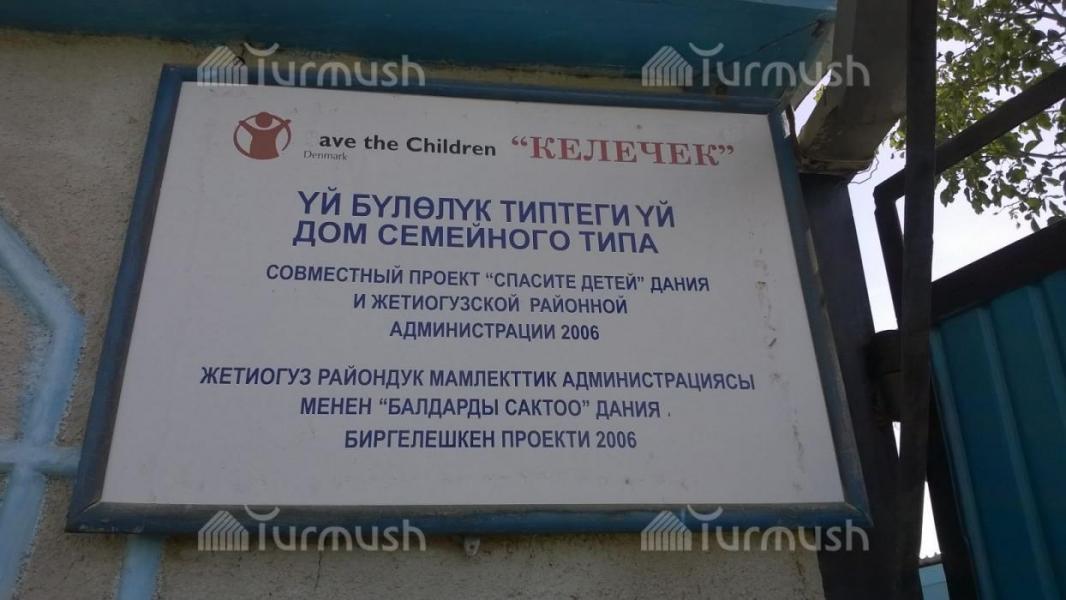 Turmush Turmush
ave the Children "КЕЛЕЧЕК"
Denmark
ҮЙ БҮЛӨЛҮК ТИПТЕГИ ҮЙ
ДОМ СЕМЕЙНОГО ТИПА
СОВМЕСТНЫЙ ПРОЕКТ "СПАСИТЕ ДЕТЕЙ" ДАНИЯ
И ЖЕТИОГУЗСКОЙ РАЙОННОЙ
АДМИНИСТРАЦИИ 2006
ЖЕТИОГУЗ РАЙОНДУК МАМЛЕКТТИК АДМИНИСТРАЦИЯСЫ
МЕНЕН "БАЛДАРДЫ САКТОО" ДАНИЯ .
БИРГЕЛЕШКЕН ПРОЕКТИ 2006
Turmush Turmush